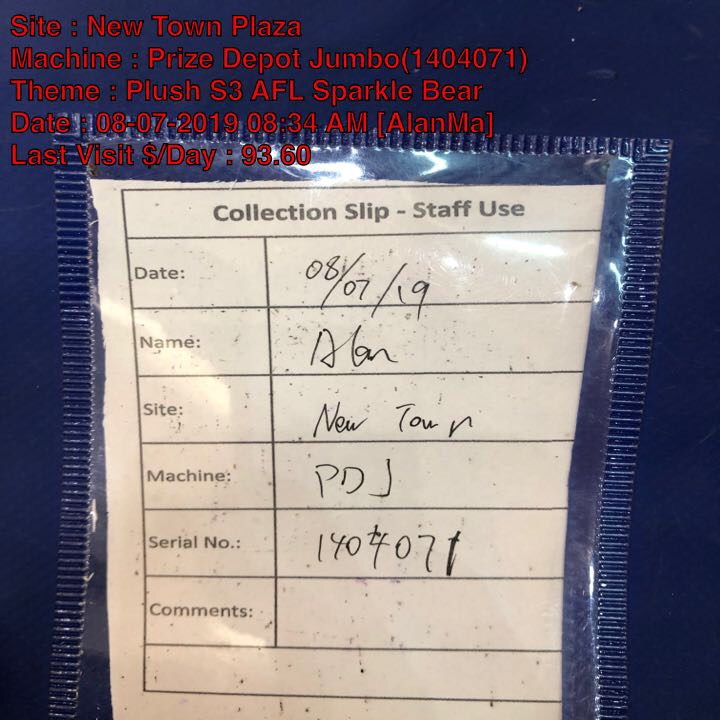 Site : New Town Plaza
Machine : Prize Depot Jumbo(1404071)
Theme : Plush S3 AFL Sparkle Bear
Date : 08-07-2019 08:34 AM [AlanMa]
Last Visit $/Day : 93.60
Collection Slip - Staff Use
Date: 08/07/19
Name: Alan
Site: New Town
Machine: PDJ
Serial No.: 1404071
Comments: